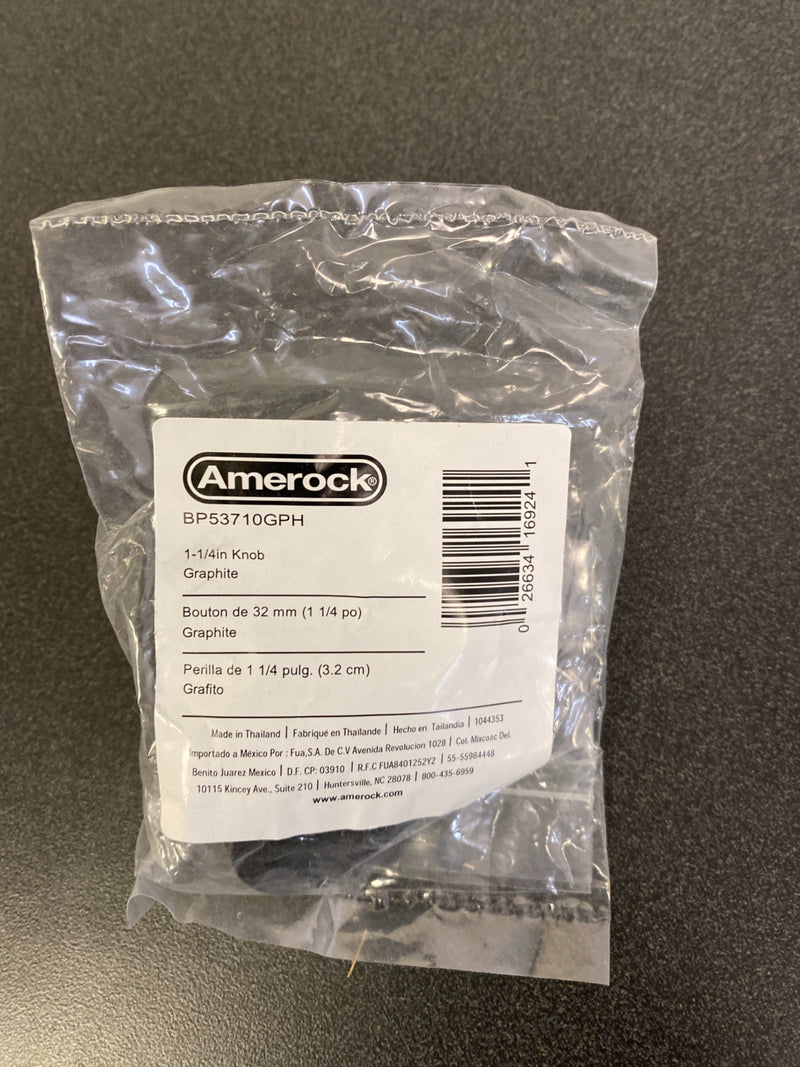 Amerock®
BP53710GPH
1-1/4in Knob
Graphite
Bouton de 32 mm (1 1/4 po)
Graphite
Perilla de 1 1/4 pulg. (3.2 cm)
Grafito
Made in Thailand | Fabriqué en Thaïlande | Hecho en Tailandia | 1044353
Importado a Mexico Por : Fua,S.A. De C.V Avenida Revolucion 1028 | Col. Mixcoac Del.
Benito Juarez Mexico | D.F. CP: 03910 | R.F.C FUA8401252Y2 | 55-55984448
10115 Kincey Ave., Suite 210 | Huntersville, NC 28078 | 800-435-6959
www.amerock.com
0 26634 16924 1